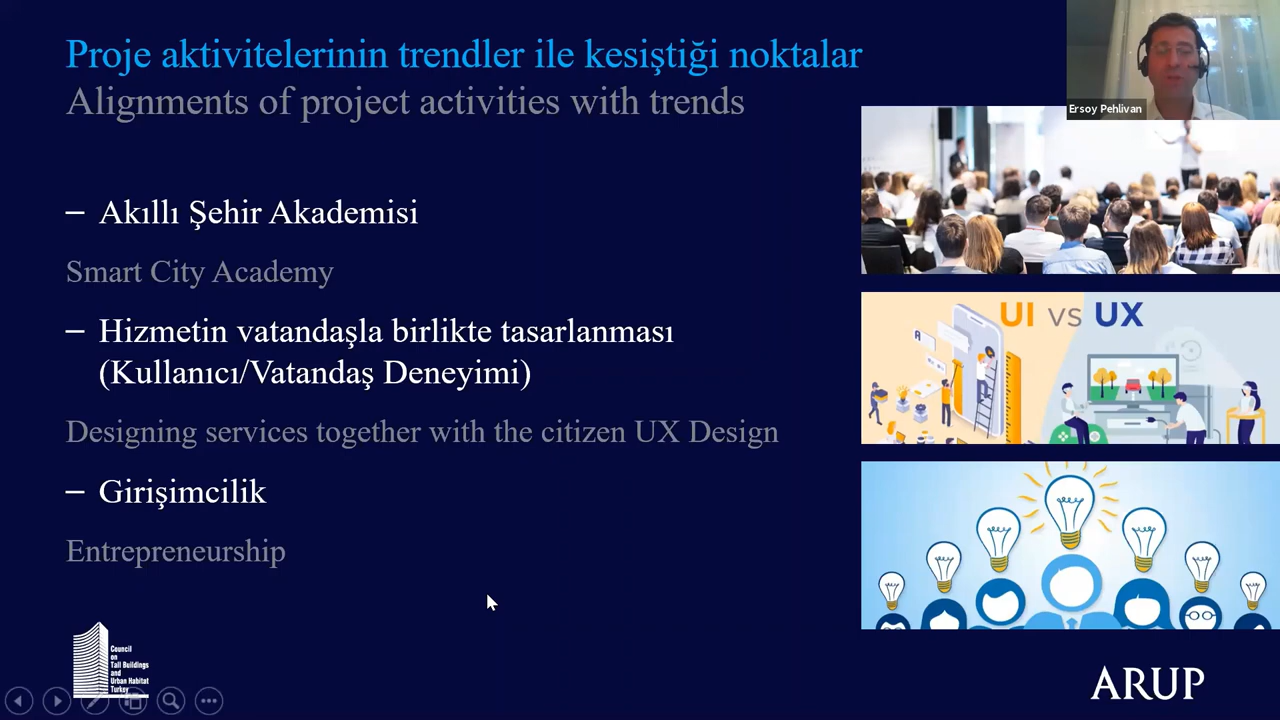 Proje aktivitelerinin trendler ile kesiştiği noktalar
Alignments of project activities with trends
Ersoy Pehlivan
– Akıllı Şehir Akademisi
Smart City Academy
– Hizmetin vatandaşla birlikte tasarlanması
(Kullanıcı/Vatandaş Deneyimi)
Designing services together with the citizen UX Design
– Girişimcilik
Entrepreneurship
UI vs UX
A
Council
on
Tall Buildings
and
Urban Habitat
Turkey
ARUP